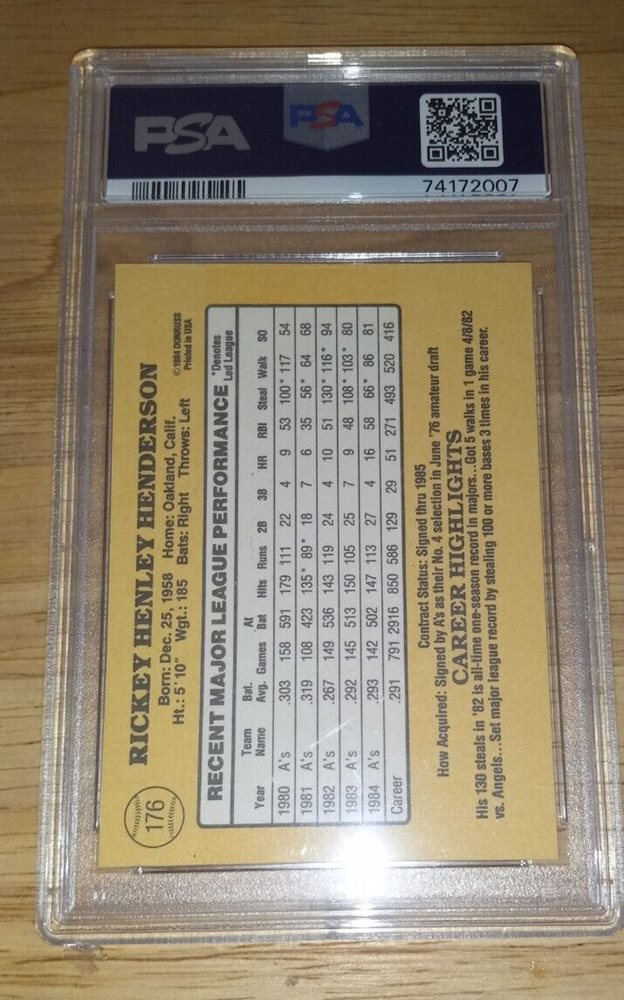 PSA
PSA
74172007
176
RICKEY HENLEY HENDERSON
Born: Dec. 25, 1958 Home: Oakland, Calif.
Ht.: 5'10" Wgt.: 185 Bats: Right Throws: Left
© 1984 DONRUSS
Printed in USA
RECENT MAJOR LEAGUE PERFORMANCE
*Denotes
Led League
Year Team Name Bat. Avg. Games At Bat Hits Runs 2B 3B HR RBI Steal Walk SO
1980 A's .303 158 591 179 111 22 4 9 53 100* 117 54
1981 A's .319 108 423 135* 89* 18 7 6 35 56* 64 68
1982 A's .267 149 536 143 119 24 4 10 51 130* 116* 94
1983 A's .292 145 513 150 105 25 7 9 48 108* 103* 80
1984 A's .293 142 502 147 113 27 4 16 58 66* 86 81
Career .291 791 2916 850 586 129 29 51 271 493 520 416
Contract Status: Signed thru 1985
How Acquired: Signed by A's as their No. 4 selection in June '76 amateur draft
CAREER HIGHLIGHTS
His 130 steals in '82 is all-time one-season record in majors...Got 5 walks in 1 game 4/8/82
vs. Angels...Set major league record by stealing 100 or more bases 3 times in his career.